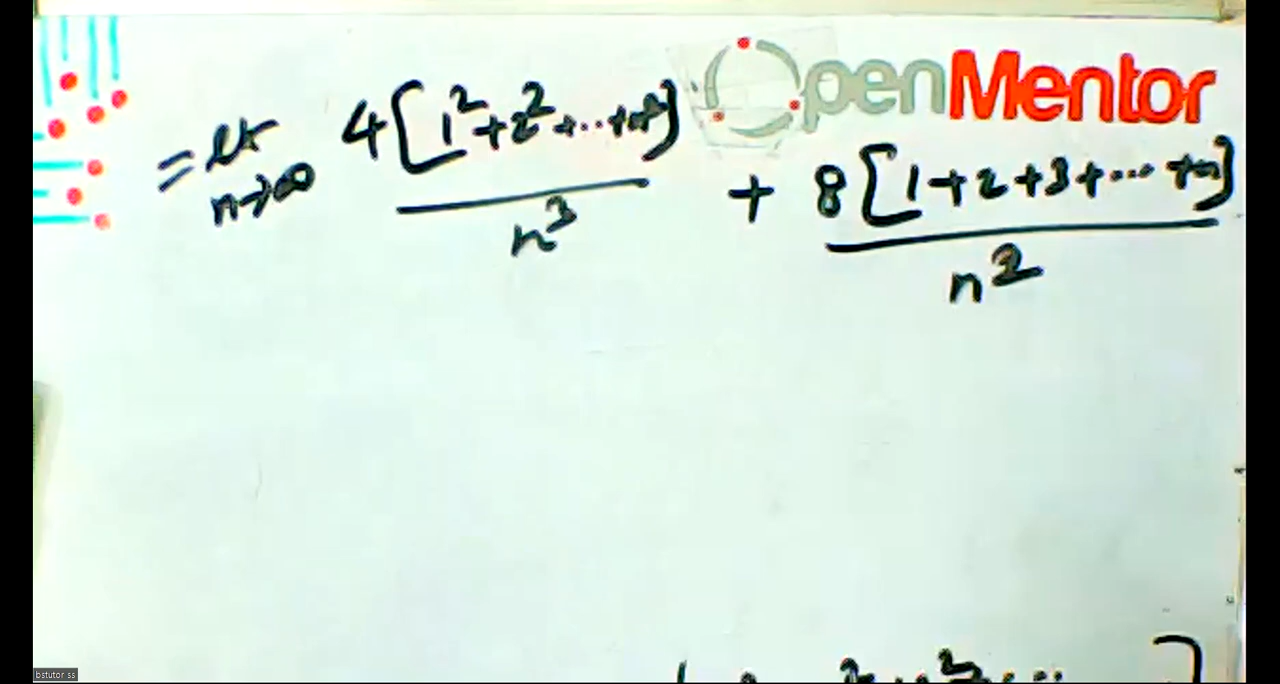 OpenMentor
= lt n→∞ 4[1²+2²+...+n²] / n³ + 8[1+2+3+...+n] / n²
bstutor ss